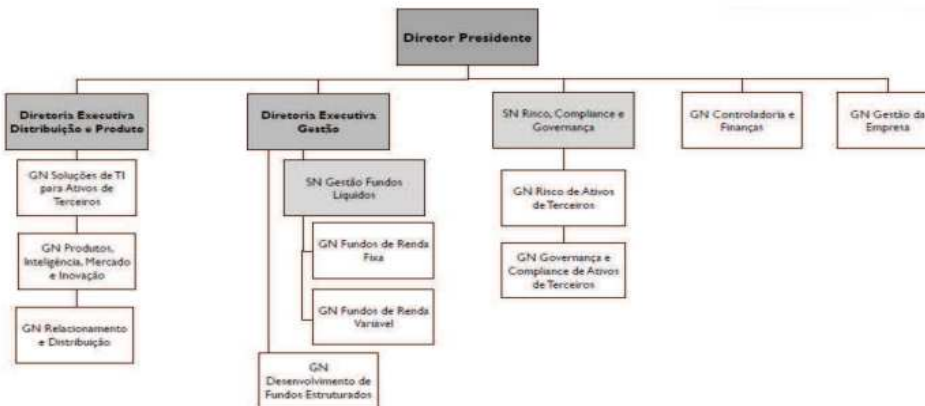 Diretor Presidente
Diretoria Executiva
Distribuição e Produto
Diretoria Executiva
Gestão
SN Risco, Compliance e
Governança
GN Controladoria e
Finanças
GN Gestão da
Empresa
GN Soluções de TI
para Ativos de
Terceiros
SN Gestão Fundos
Líquidos
GN Risco de Ativos
de Terceiros
GN Produtos,
Inteligência, Mercado
e Inovação
GN Fundos de Renda
Fixa
GN Governança e
Compliance de Ativos
de Terceiros
GN Relacionamento
e Distribuição
GN Fundos de Renda
Variável
GN
Desenvolvimento de
Fundos Estruturados